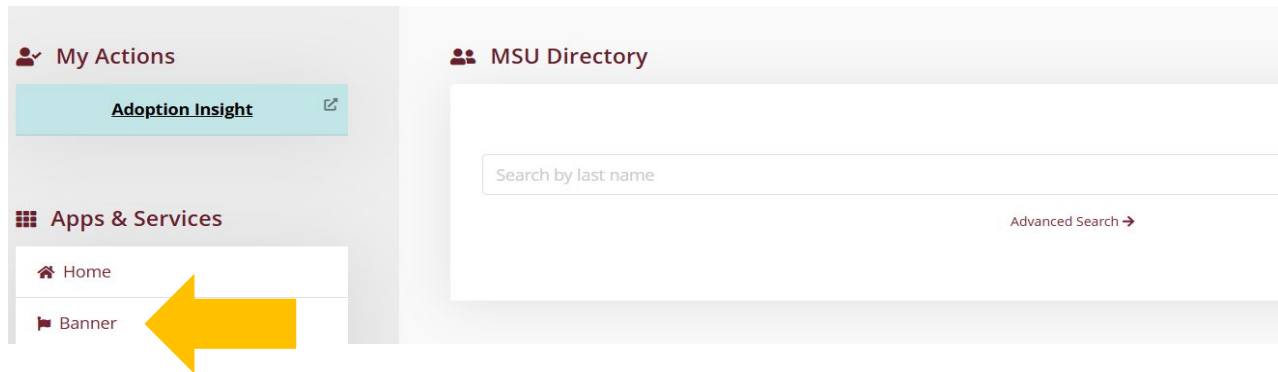 My Actions
Adoption Insight
Apps & Services
Home
Banner
MSU Directory
Search by last name
Advanced Search